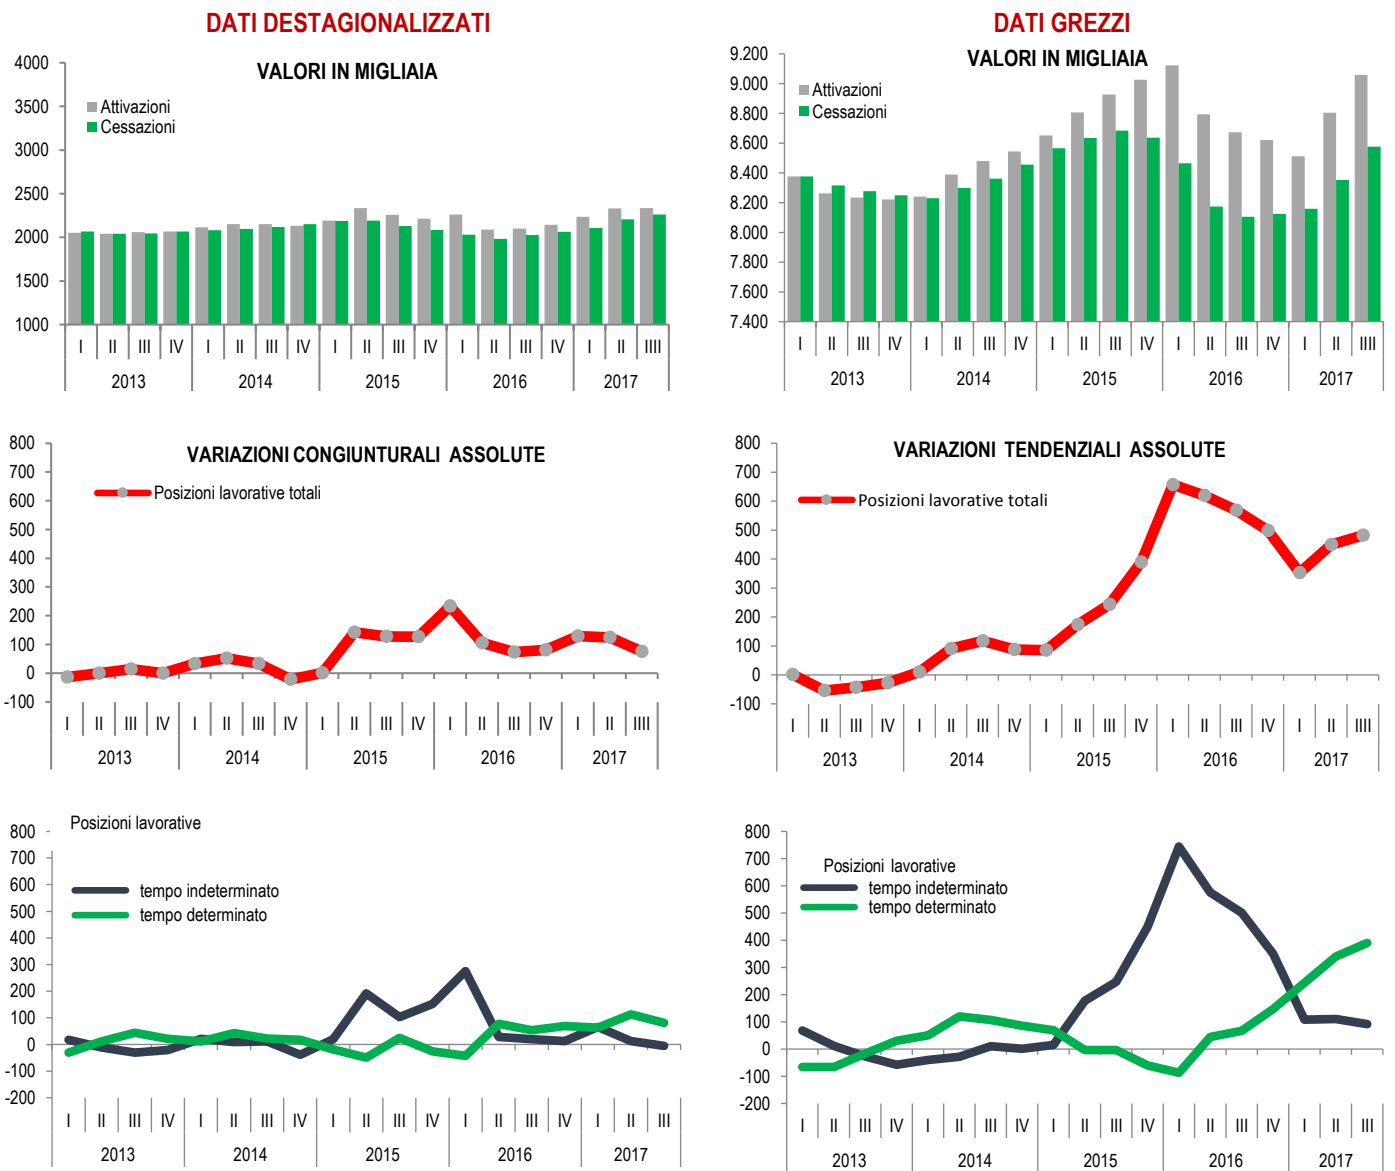 DATI DESTAGIONALIZZATI
VALORI IN MIGLIAIA
Attivazioni
Cessazioni
4000
3500
3000
2500
2000
1500
1000
I II III IV I II III IV I II III IV I II III IV I II IIII
2013 2014 2015 2016 2017
DATI GREZZI
VALORI IN MIGLIAIA
Attivazioni
Cessazioni
9.200
9.000
8.800
8.600
8.400
8.200
8.000
7.800
7.600
7.400
I II III IV I II III IV I II III IV I II III IV I II IIII
2013 2014 2015 2016 2017
VARIAZIONI CONGIUNTURALI ASSOLUTE
Posizioni lavorative totali
800
700
600
500
400
300
200
100
0
-100
I II III IV I II III IV I II III IV I II III IV I II IIII
2013 2014 2015 2016 2017
VARIAZIONI TENDENZIALI ASSOLUTE
Posizioni lavorative totali
800
700
600
500
400
300
200
100
0
-100
I II III IV I II III IV I II III IV I II III IV I II IIII
2013 2014 2015 2016 2017
Posizioni lavorative
tempo indeterminato
tempo determinato
800
700
600
500
400
300
200
100
0
-100
-200
I II III IV I II III IV I II III IV I II III IV I II III
2013 2014 2015 2016 2017
Posizioni lavorative
tempo indeterminato
tempo determinato
800
700
600
500
400
300
200
100
0
-100
-200
I II III IV I II III IV I II III IV I II III IV I II III
2013 2014 2015 2016 2017